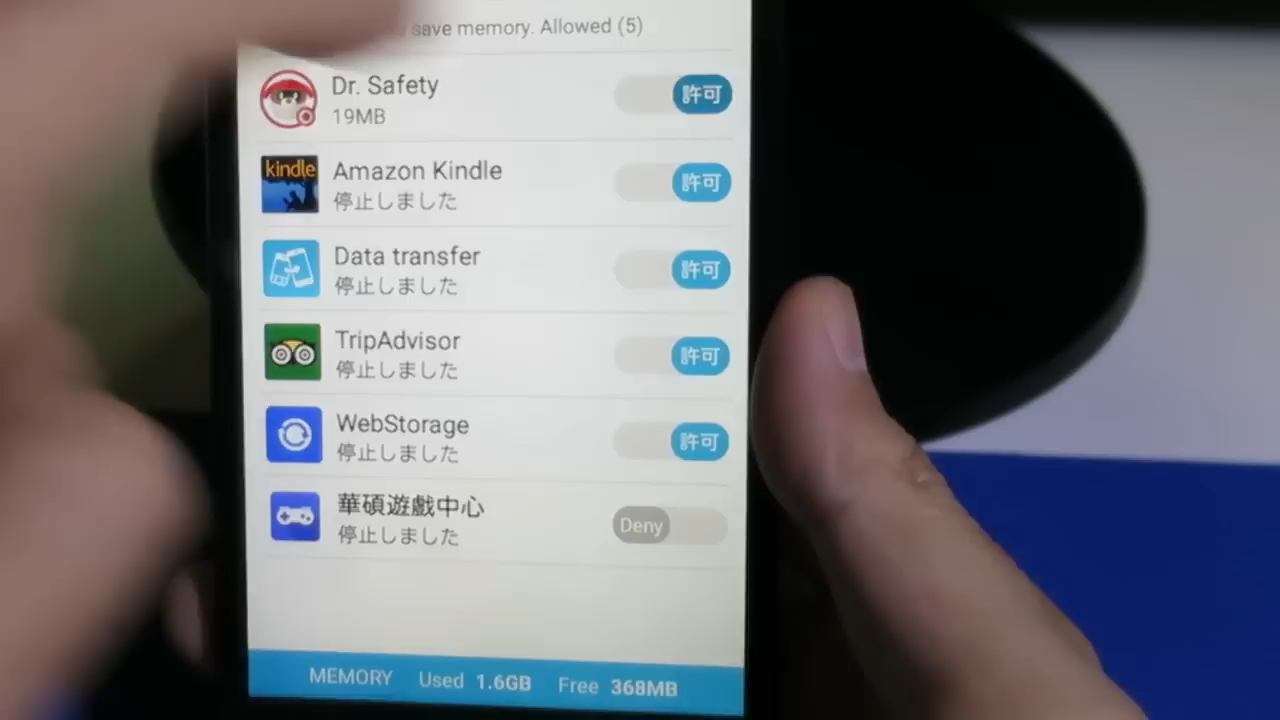 save memory. Allowed (5)
Dr. Safety
19MB
許可
kindle
Amazon Kindle
停止しました
許可
Data transfer
停止しました
許可
TripAdvisor
停止しました
許可
WebStorage
停止しました
許可
華碩遊戲中心
停止しました
Deny
MEMORY Used 1.6GB Free 368MB